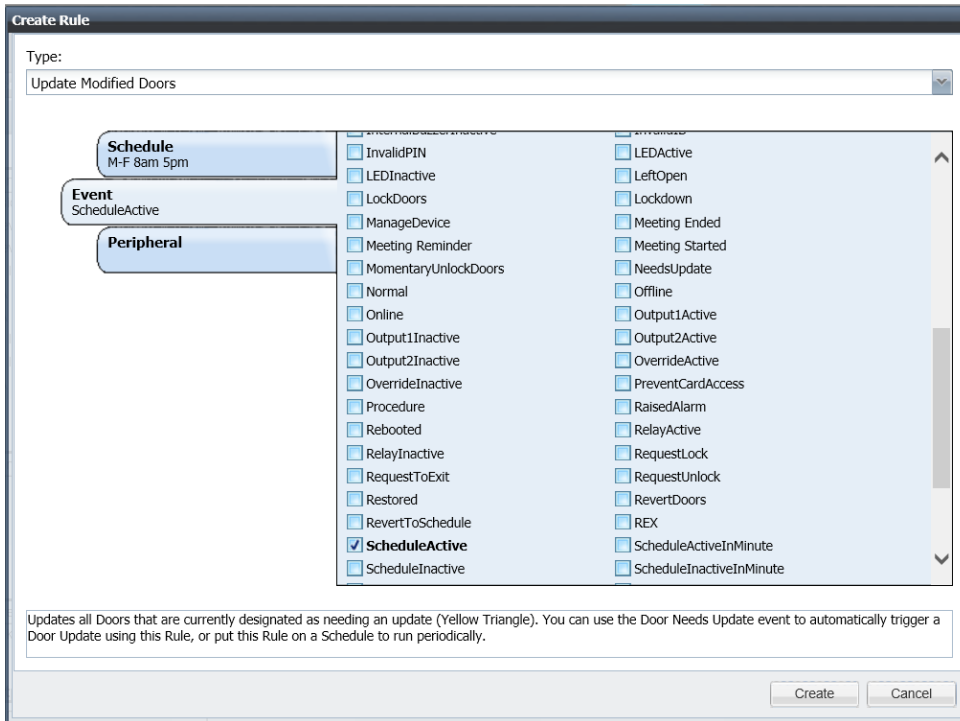 Create Rule
Type:
Update Modified Doors
Schedule
M-F 8am 5pm
Event
ScheduleActive
Peripheral
InternalBuzzerInactive InvalidID
InvalidPIN LEDActive
LEDInactive LeftOpen
LockDoors Lockdown
ManageDevice Meeting Ended
Meeting Reminder Meeting Started
MomentaryUnlockDoors NeedsUpdate
Normal Offline
Online Output1Active
Output1Inactive Output2Active
Output2Inactive OverrideActive
OverrideInactive PreventCardAccess
Procedure RaisedAlarm
Rebooted RelayActive
RelayInactive RequestLock
RequestToExit RequestUnlock
Restored RevertDoors
RevertToSchedule REX
ScheduleActive ScheduleActiveInMinute
ScheduleInactive ScheduleInactiveInMinute
Updates all Doors that are currently designated as needing an update (Yellow Triangle). You can use the Door Needs Update event to automatically trigger a
Door Update using this Rule, or put this Rule on a Schedule to run periodically.
Create Cancel